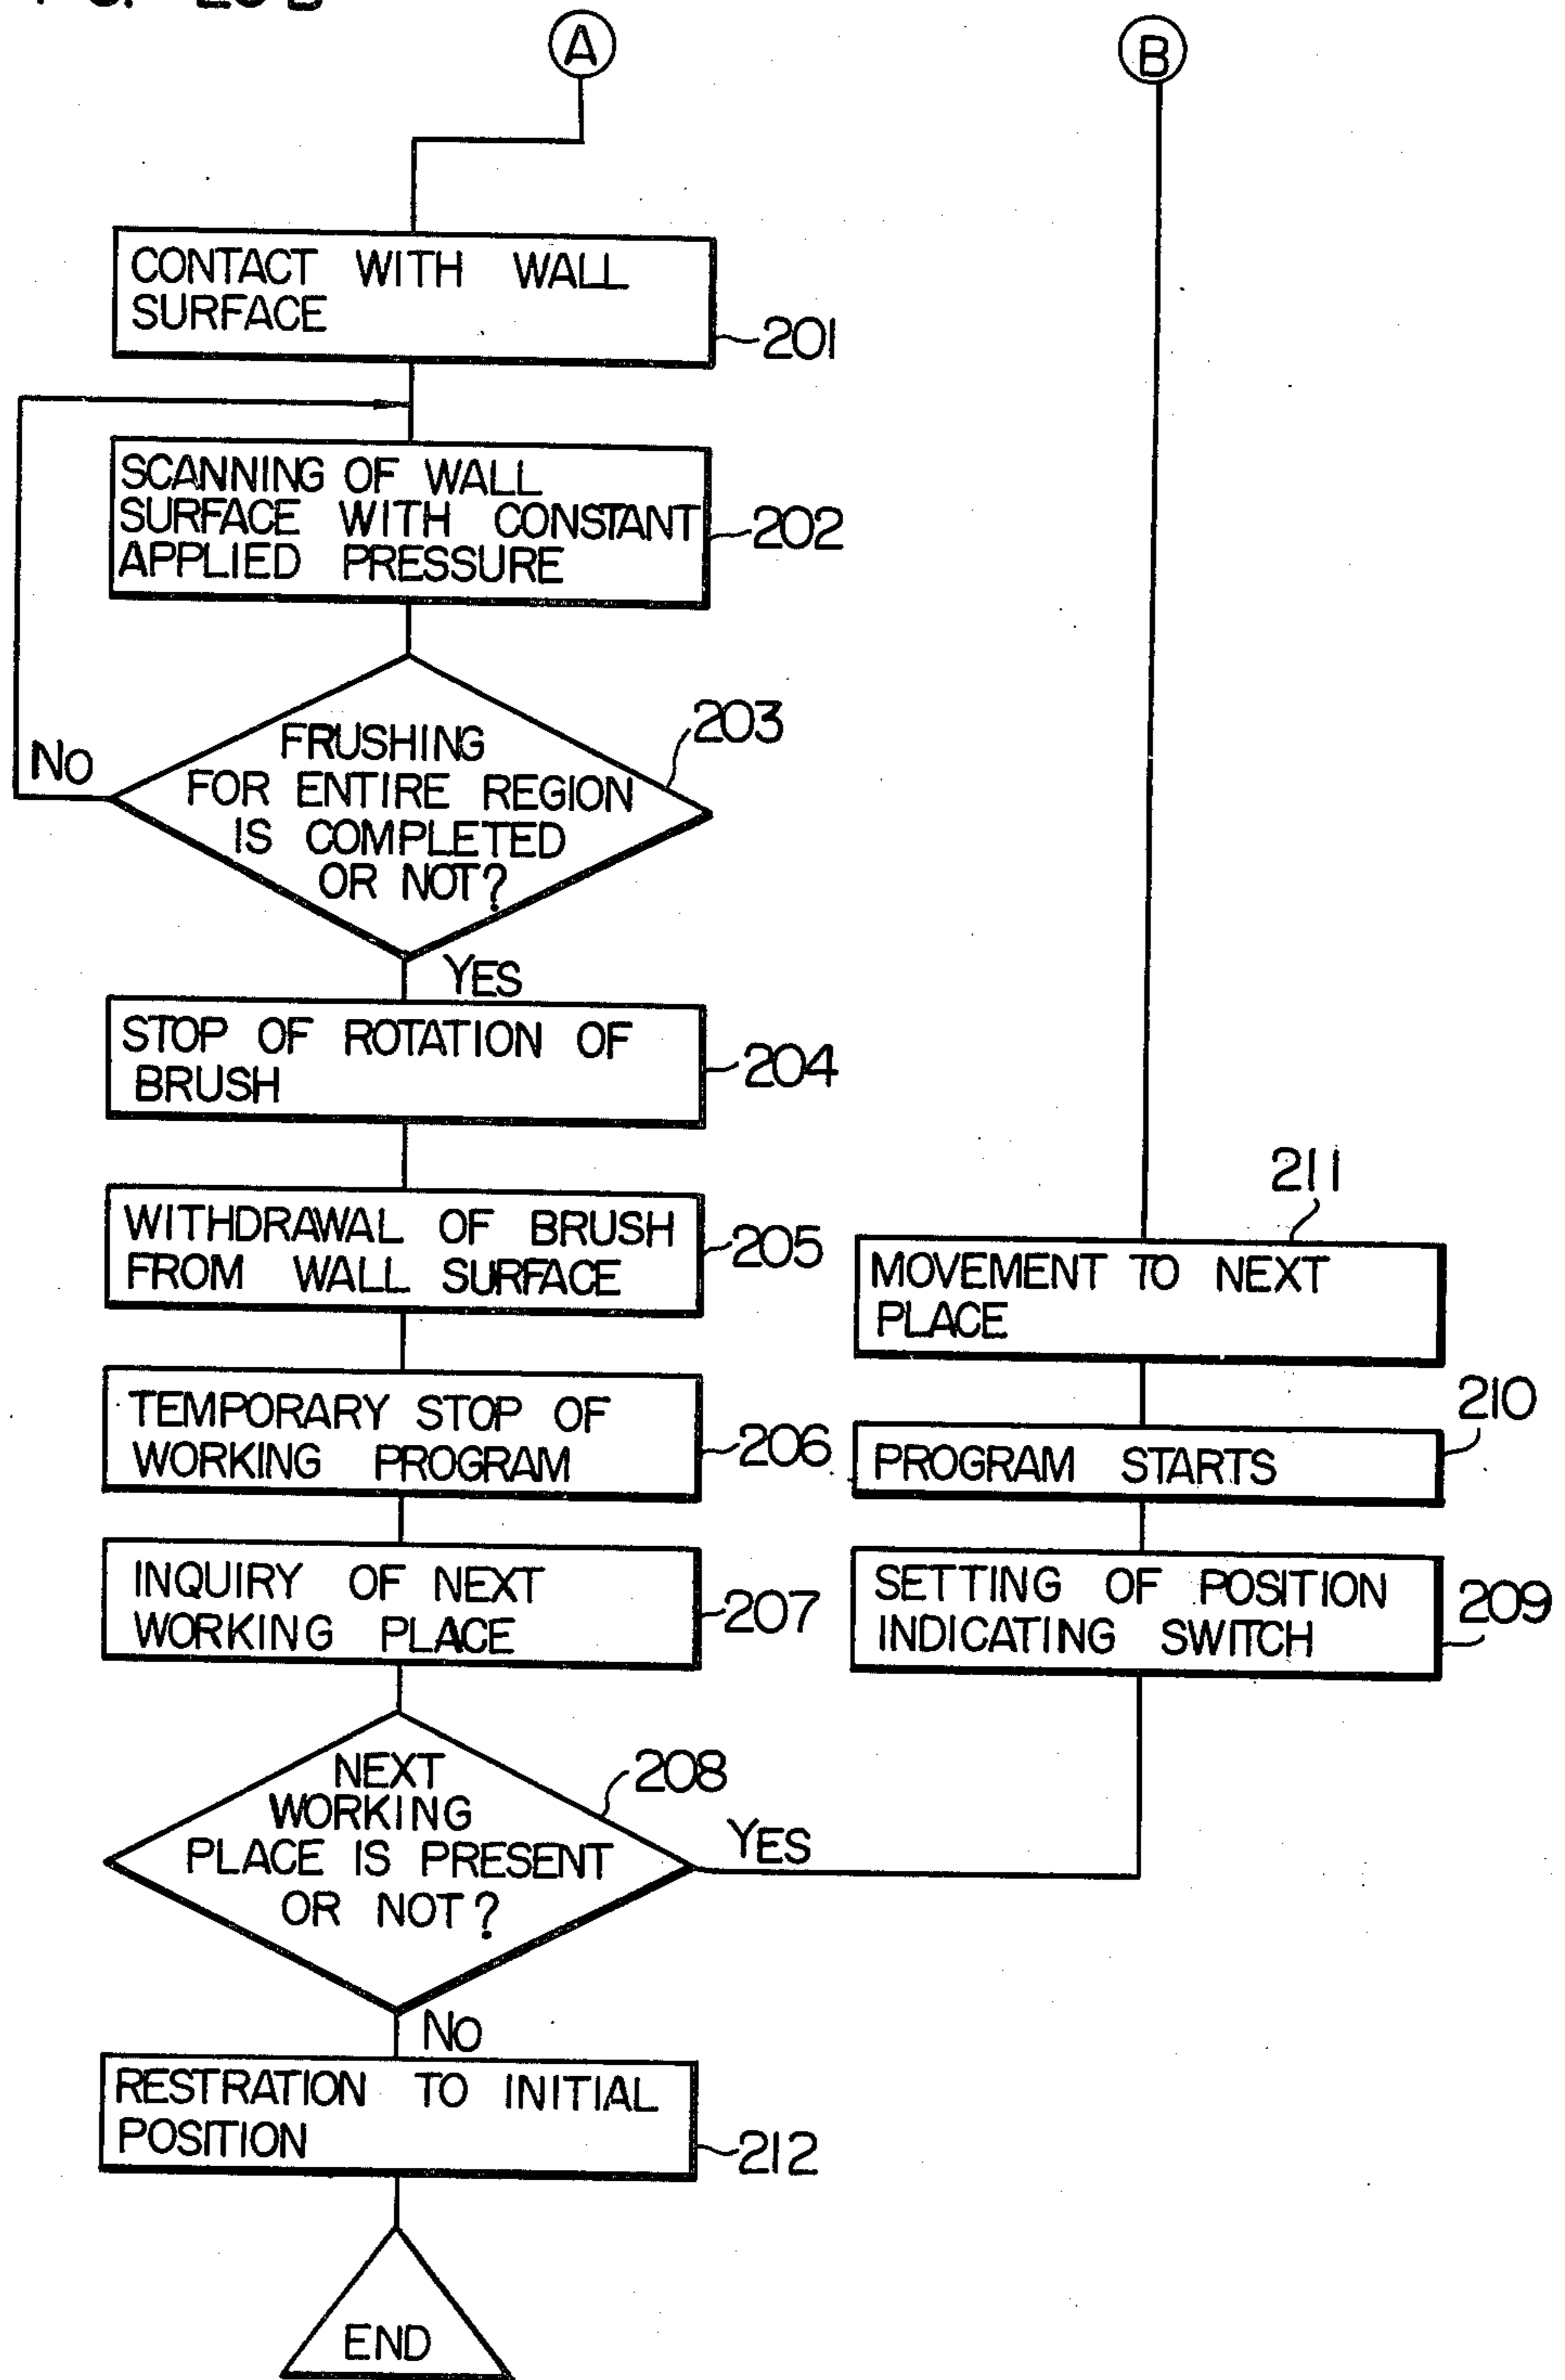 A
B
CONTACT WITH WALL
SURFACE
201
SCANNING OF WALL
SURFACE WITH CONSTANT
APPLIED PRESSURE
202
FRUSHING
FOR ENTIRE REGION
IS COMPLETED
OR NOT?
203
NO
YES
STOP OF ROTATION OF
BRUSH
204
WITHDRAWAL OF BRUSH
FROM WALL SURFACE
205
TEMPORARY STOP OF
WORKING PROGRAM
206
INQUIRY OF NEXT
WORKING PLACE
207
NEXT
WORKING
PLACE IS PRESENT
OR NOT?
208
YES
211
MOVEMENT TO NEXT
PLACE
210
PROGRAM STARTS
SETTING OF POSITION
INDICATING SWITCH
209
NO
RESTRATION TO INITIAL
POSITION
212
END